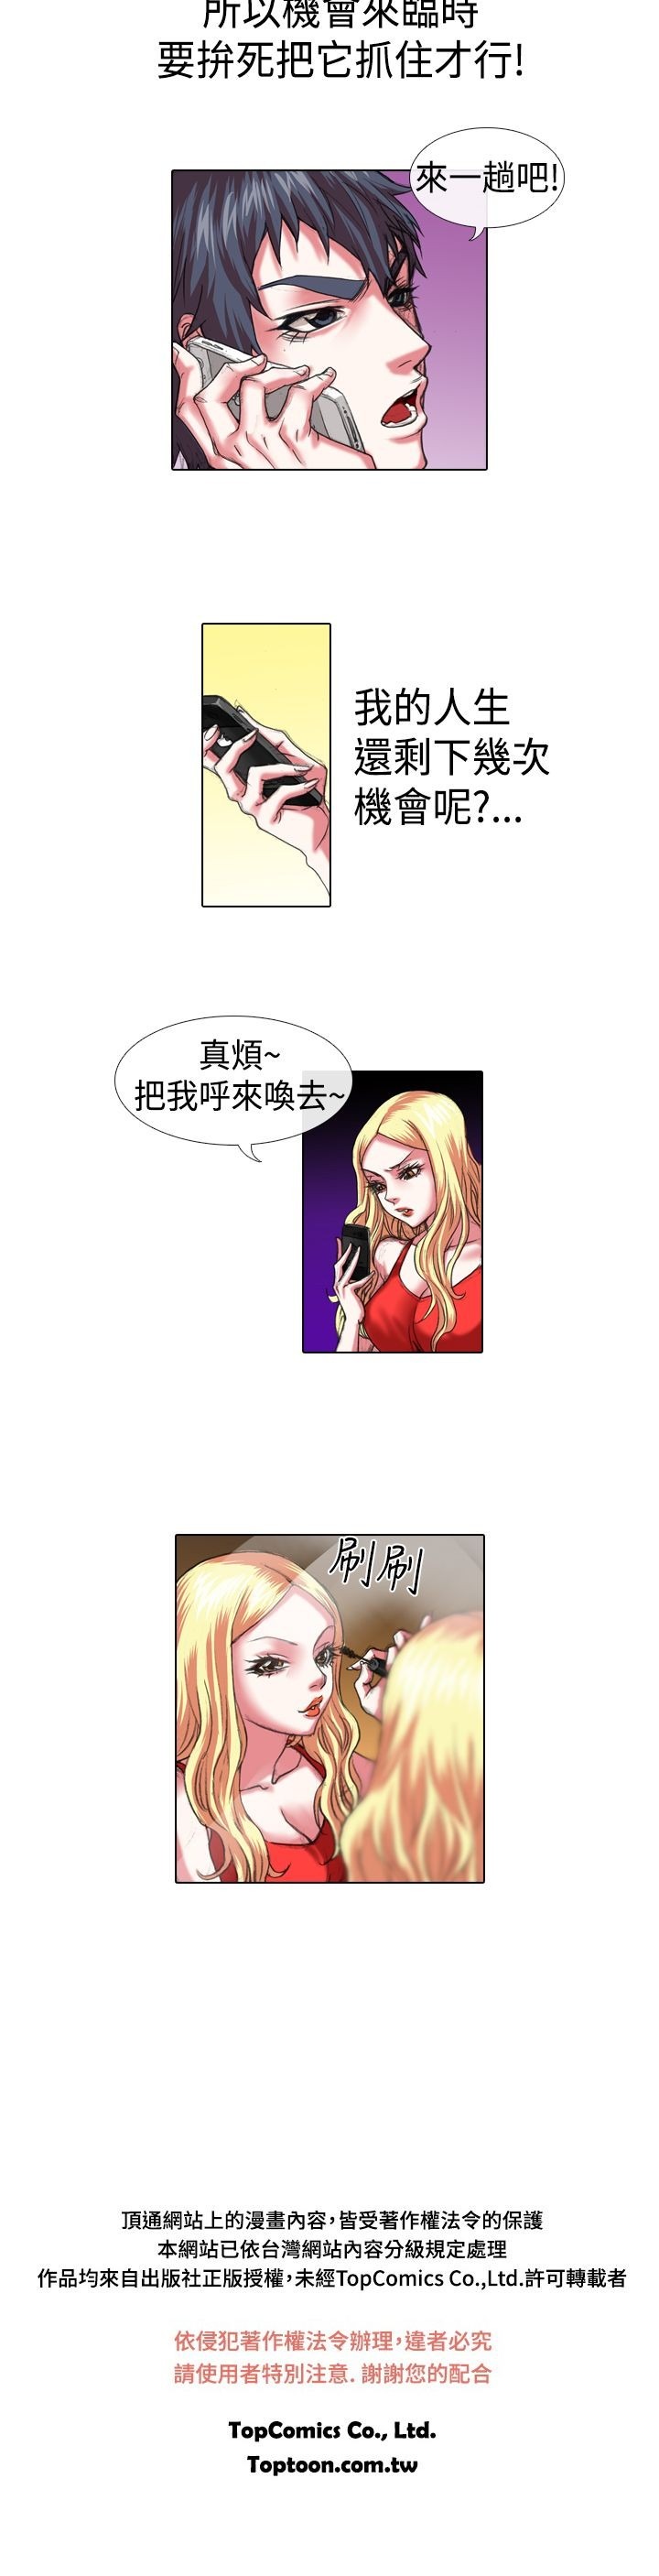 所以機會來臨時
要拚死把它抓住才行!
來一趟吧!
我的人生
還剩下幾次
機會呢?...
真煩~
把我呼來喚去~
刷刷
頂通網站上的漫畫內容，皆受著作權法令的保護
本網站已依台灣網站內容分級規定處理
作品均來自出版社正版授權，未經TopComics Co.,Ltd.許可轉載者
依侵犯著作權法令辦理，違者必究
請使用者特別注意. 謝謝您的配合
TopComics Co., Ltd.
Toptoon.com.tw